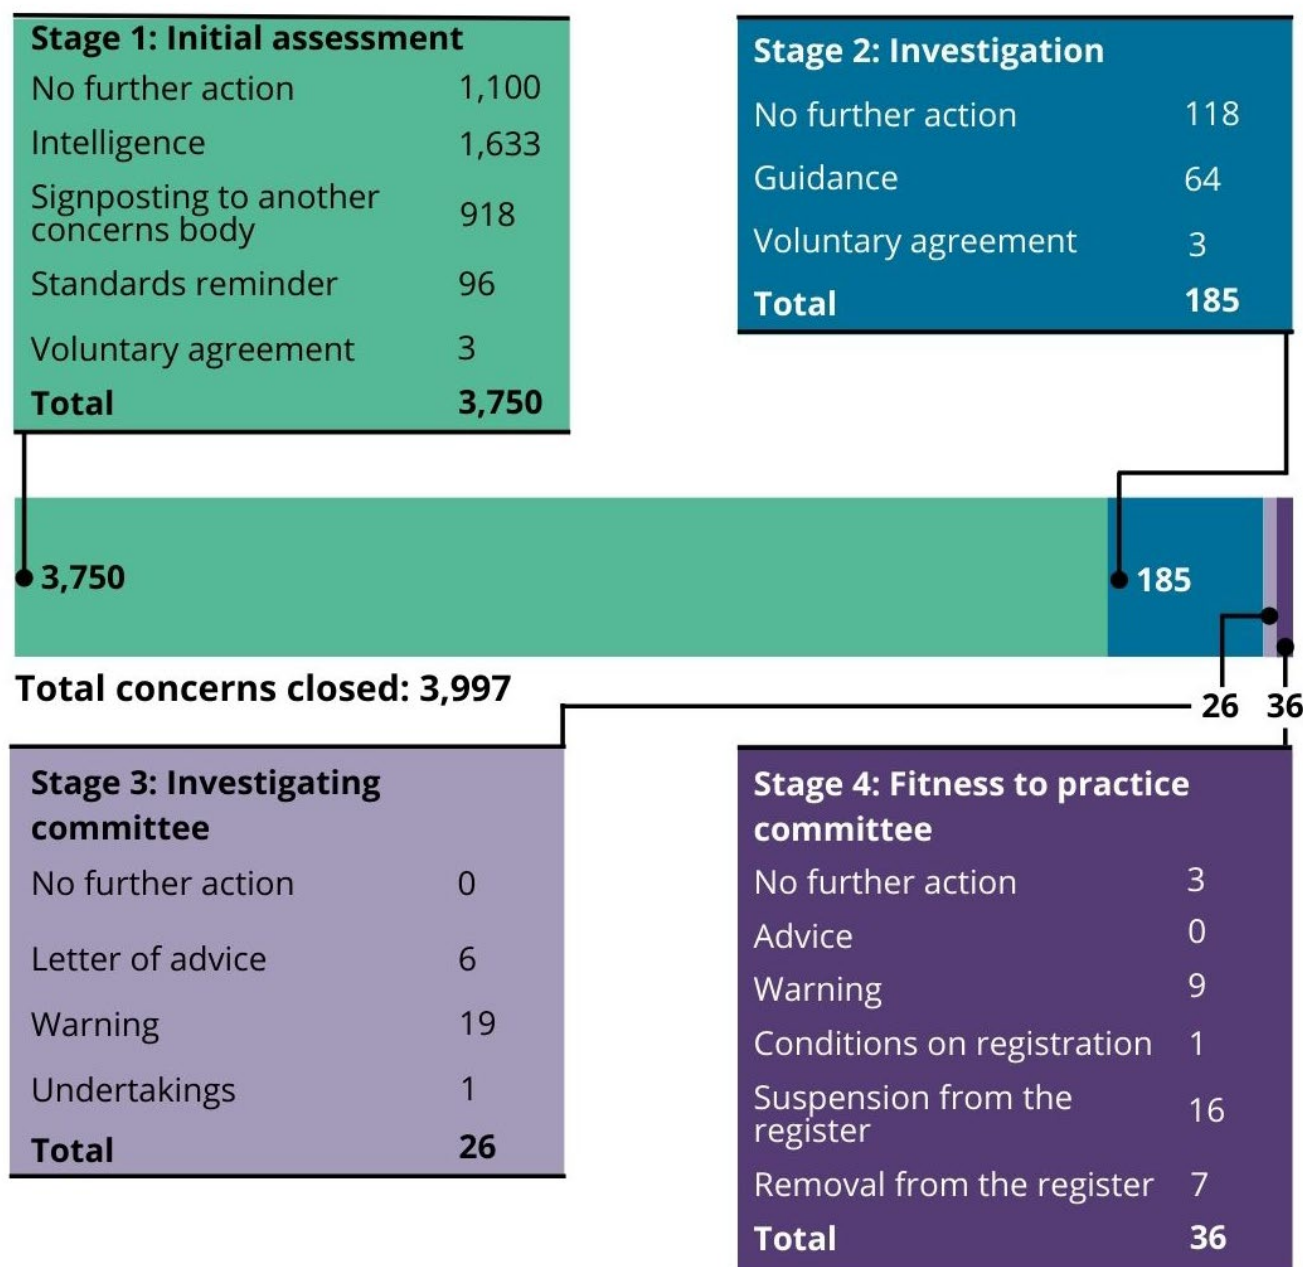 Stage 1: Initial assessment
No further action 1,100
Intelligence 1,633
Signposting to another
concerns body 918
Standards reminder 96
Voluntary agreement 3
Total 3,750
Stage 2: Investigation
No further action 118
Guidance 64
Voluntary agreement 3
Total 185
3,750
185
Total concerns closed: 3,997
26
36
Stage 3: Investigating
committee
No further action 0
Letter of advice 6
Warning 19
Undertakings 1
Total 26
Stage 4: Fitness to practice
committee
No further action 3
Advice 0
Warning 9
Conditions on registration 1
Suspension from the
register 16
Removal from the register 7
Total 36